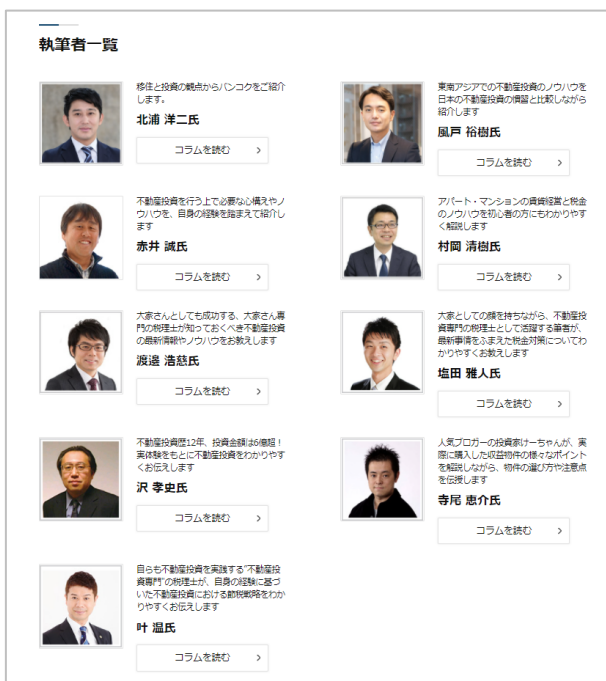 執筆者一覧
移住と投資の観点からバンコクをご紹介
します。
北浦 洋二氏
コラムを読む >
東南アジアでの不動産投資のノウハウを
日本の不動産投資の慣習と比較しながら
紹介します
風戸 裕樹氏
コラムを読む >
不動産投資を行う上で必要な心構えやノ
ウハウを、自身の経験を踏まえて紹介し
ます
赤井 誠氏
コラムを読む >
アパート・マンションの賃貸経営と税金
のノウハウを初心者の方にもわかりやす
く解説します
村岡 清樹氏
コラムを読む >
大家さんとしても成功する、大家さん専
門の税理士が知っておくべき不動産投資
の最新情報やノウハウをお教えします
渡邊 浩慈氏
コラムを読む >
大家としての顔を持ちながら、不動産投
資専門の税理士として活躍する筆者が、
最新事情をふまえた税金対策についてわ
かりやすくお教えします
塩田 雅人氏
コラムを読む >
不動産投資歴12年、投資金額は6億超！
実体験をもとに不動産投資をわかりやす
くお伝えします
沢 孝史氏
コラムを読む >
人気ブロガーの投資家けーちゃんが、実
際に購入した収益物件の様々なポイント
を解説しながら、物件の選び方や注意点
を伝授します
寺尾 恵介氏
コラムを読む >
自らも不動産投資を実践する"不動産投
資専門"の税理士が、自身の経験に基づ
いた不動産投資における節税戦略をわか
りやすくお伝えします
叶 温氏
コラムを読む >